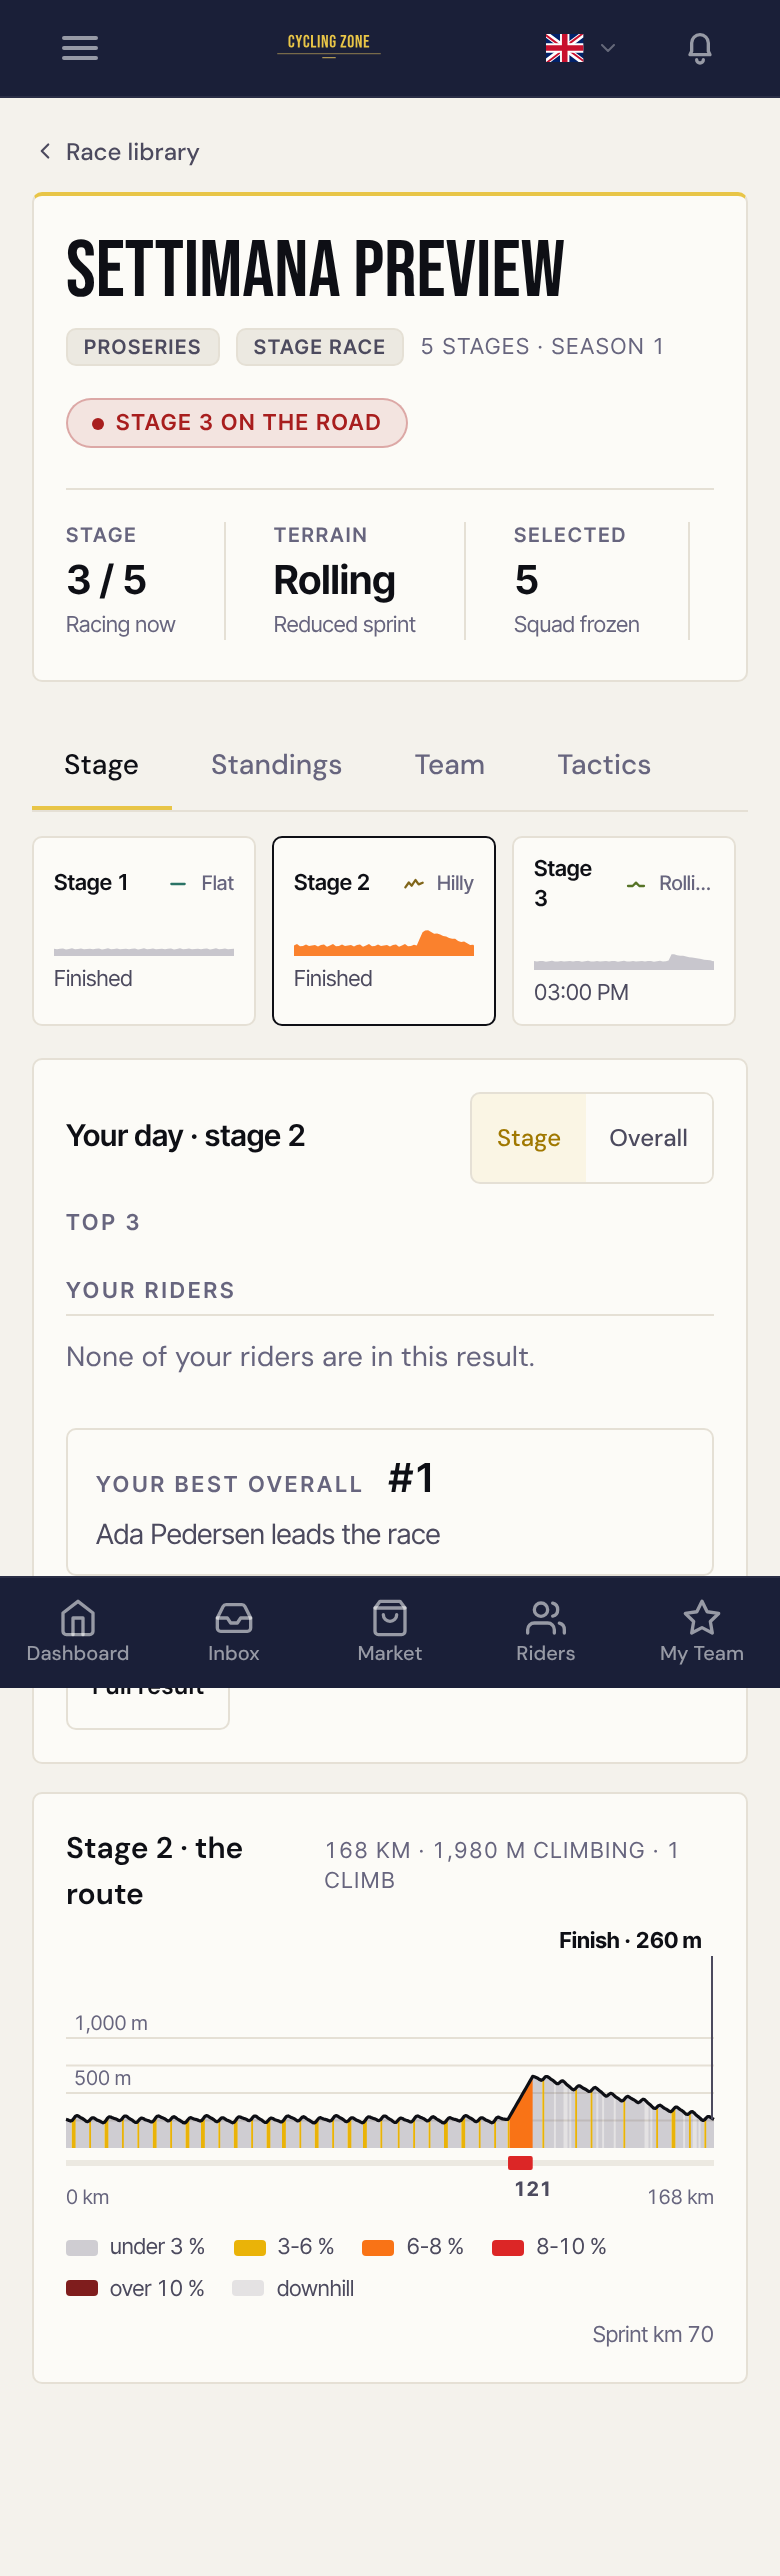 CYCLING ZONE
Race library
SETTIMANA PREVIEW
PROSERIES STAGE RACE 5 STAGES · SEASON 1
STAGE 3 ON THE ROAD
STAGE TERRAIN SELECTED
3 / 5 Rolling 5
Racing now Reduced sprint Squad frozen
Stage Standings Team Tactics
Stage 1 Flat
Finished
Stage 2 Hilly
Finished
Stage 3 Rolli...
03:00 PM
Your day · stage 2 Stage Overall
TOP 3
YOUR RIDERS
None of your riders are in this result.
YOUR BEST OVERALL #1
Ada Pedersen leads the race
Dashboard Inbox Market Riders My Team
Full result
Stage 2 · the route
168 KM · 1,980 M CLIMBING · 1 CLIMB
Finish · 260 m
1,000 m
500 m
121
0 km 168 km
under 3 % 3-6 % 6-8 % 8-10 %
over 10 % downhill
Sprint km 70